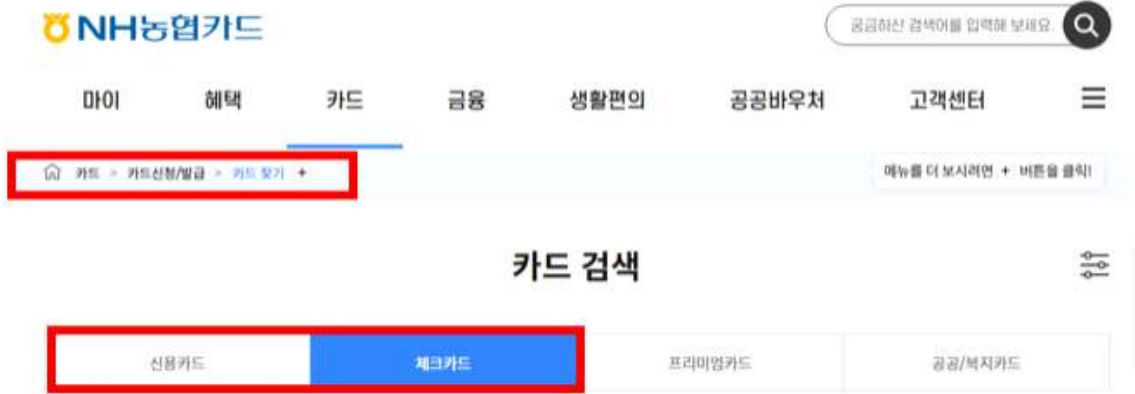 NH농협카드
궁금하신 검색어를 입력해 보세요.
마이 혜택 카드 금융 생활편의 공공바우처 고객센터
카드 > 카드신청/발급 > 카드 찾기 +
메뉴를 더 보시려면 + 버튼을 클릭!
카드 검색
신용카드 체크카드 프리미엄카드 공공/복지카드